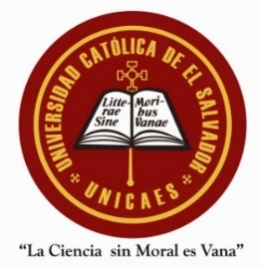 UNIVERSIDAD CATÓLICA DE EL SALVADOR
Litte- Mori-
rae bus
Sine Vanae
UNICAES
“La Ciencia sin Moral es Vana”